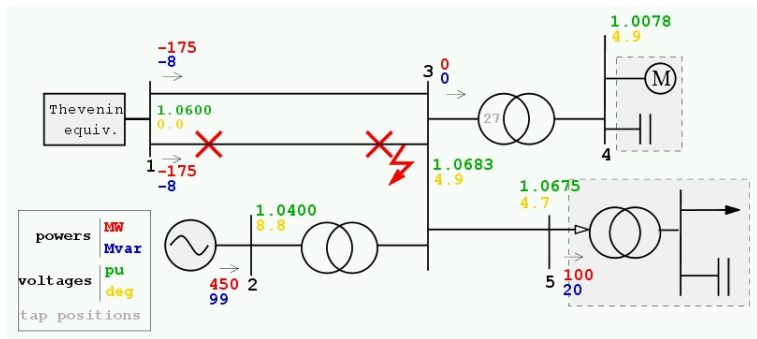 -175
-8
1.0078
4.9
3
0
0
M
Thevenin
equiv.
1.0600
0.0
27
1
-175
-8
4
1.0683
4.9
1.0675
4.7
1.0400
8.8
powers
MW
Mvar
voltages
pu
deg
tap positions
450
99
2
5
100
20